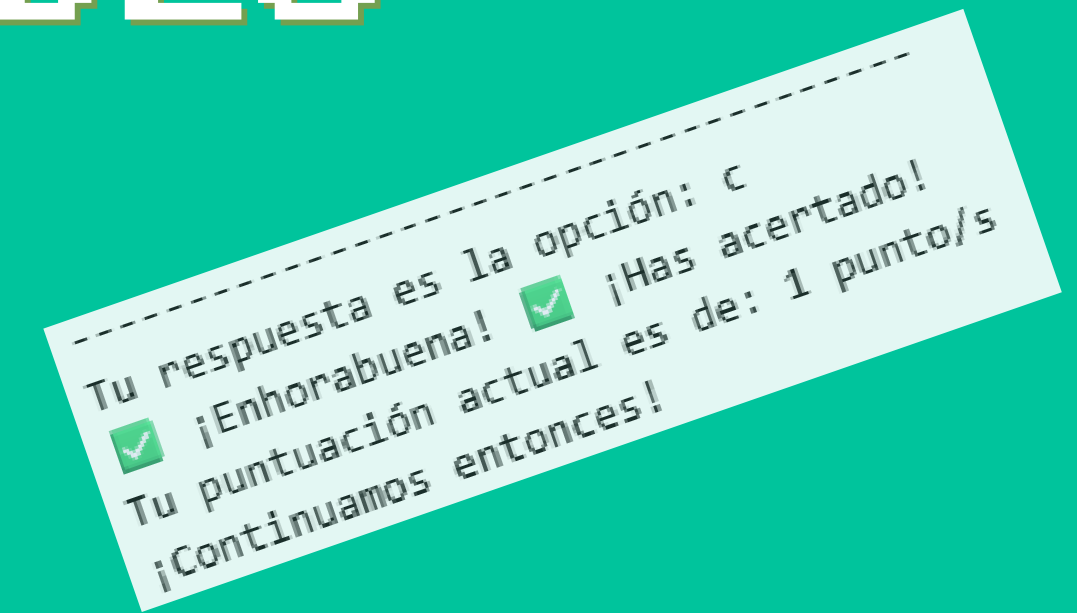 ------------------------------------------
Tu respuesta es la opción: c
✅ ¡Enhorabuena! ✅ ¡Has acertado!
Tu puntuación actual es de: 1 punto/s
¡Continuamos entonces!